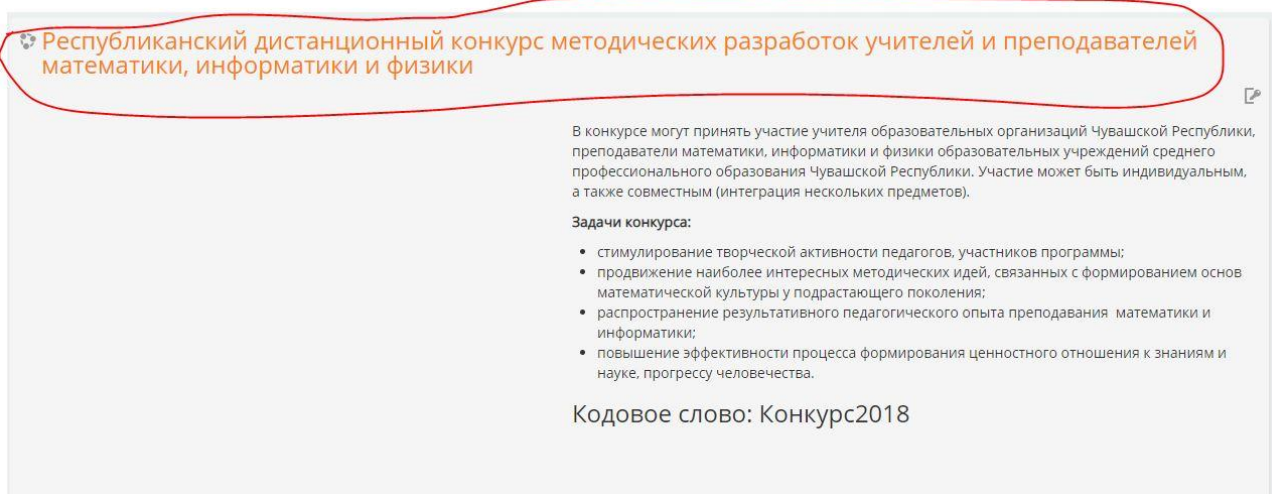 Республиканский дистанционный конкурс методических разработок учителей и преподавателей
математики, информатики и физики
В конкурсе могут принять участие учителя образовательных организаций Чувашской Республики,
преподаватели математики, информатики и физики образовательных учреждений среднего
профессионального образования Чувашской Республики. Участие может быть индивидуальным,
а также совместным (интеграция нескольких предметов).
Задачи конкурса:
• стимулирование творческой активности педагогов, участников программы;
• продвижение наиболее интересных методических идей, связанных с формированием основ
математической культуры у подрастающего поколения;
• распространение результативного педагогического опыта преподавания математики и
информатики;
• повышение эффективности процесса формирования ценностного отношения к знаниям и
науке, прогрессу человечества.
Кодовое слово: Конкурс2018